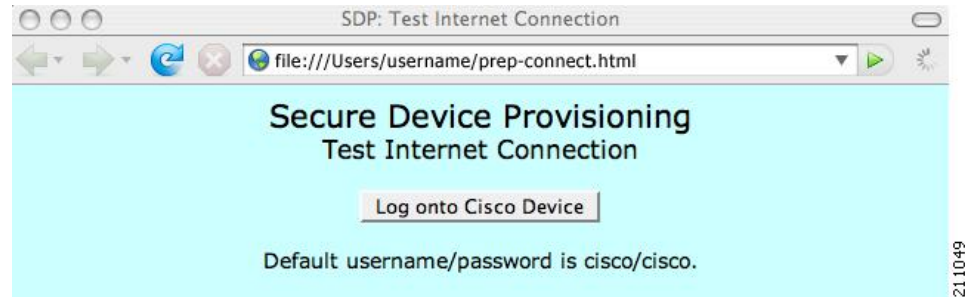 SDP: Test Internet Connection
file:///Users/username/prep-connect.html
Secure Device Provisioning
Test Internet Connection
Log onto Cisco Device
Default username/password is cisco/cisco.
211049